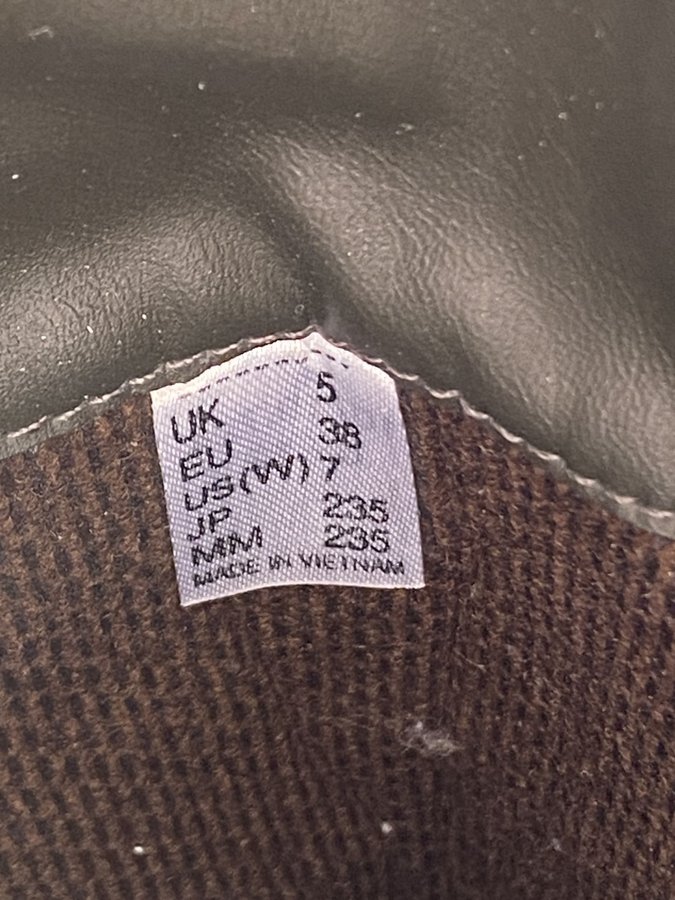 UK 5
EU 38
US(W) 7
JP 235
MM 235
MADE IN VIETNAM